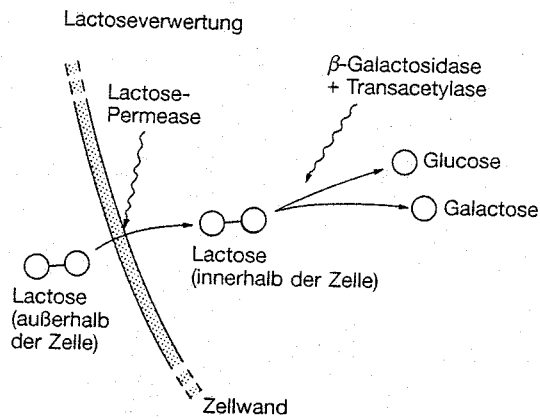 Lactoseverwertung
Lactose-
Permease
β-Galactosidase
+ Transacetylase
Glucose
Galactose
Lactose
(innerhalb der Zelle)
Lactose
(außerhalb
der Zelle)
Zellwand